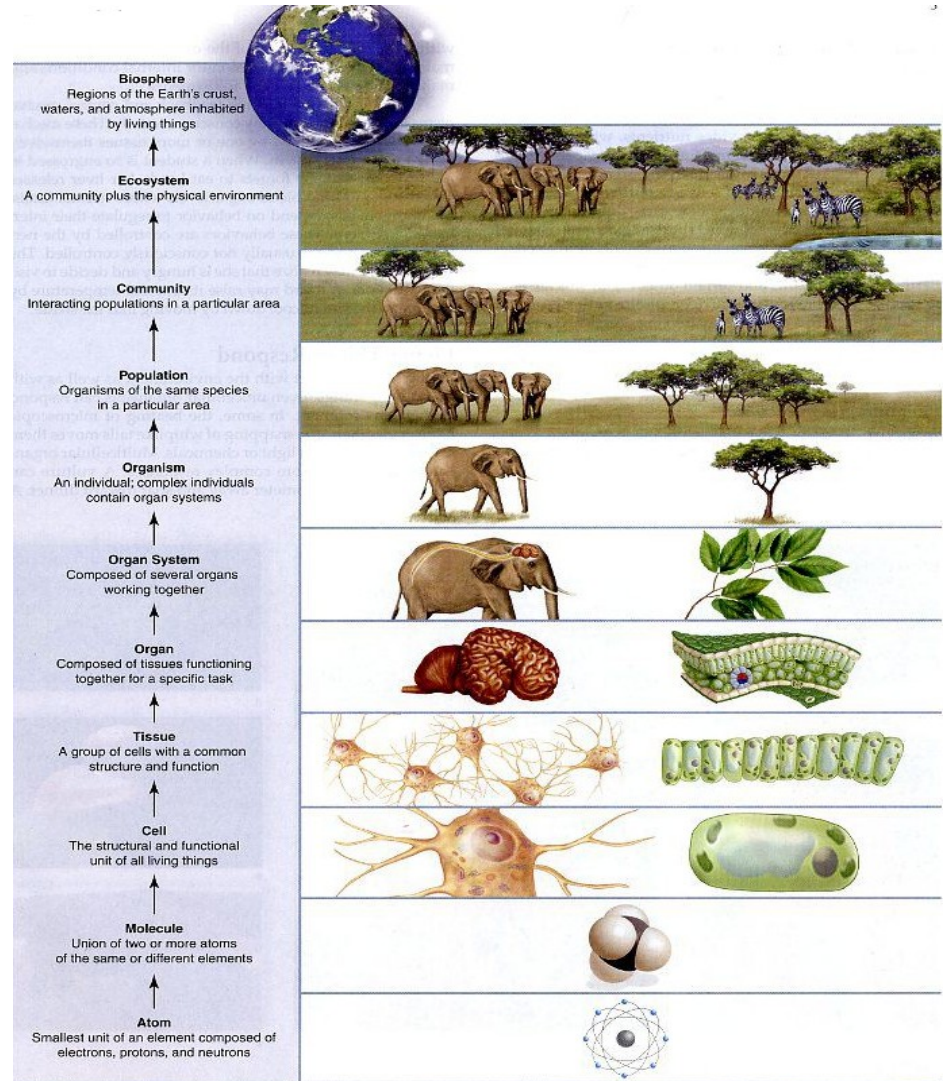 Biosphere
Regions of the Earth's crust,
waters, and atmosphere inhabited
by living things
Ecosystem
A community plus the physical environment
Community
Interacting populations in a particular area
Population
Organisms of the same species
in a particular area
Organism
An individual; complex individuals
contain organ systems
Organ System
Composed of several organs
working together
Organ
Composed of tissues functioning
together for a specific task
Tissue
A group of cells with a common
structure and function
Cell
The structural and functional
unit of all living things
Molecule
Union of two or more atoms
of the same or different elements
Atom
Smallest unit of an element composed of
electrons, protons, and neutrons